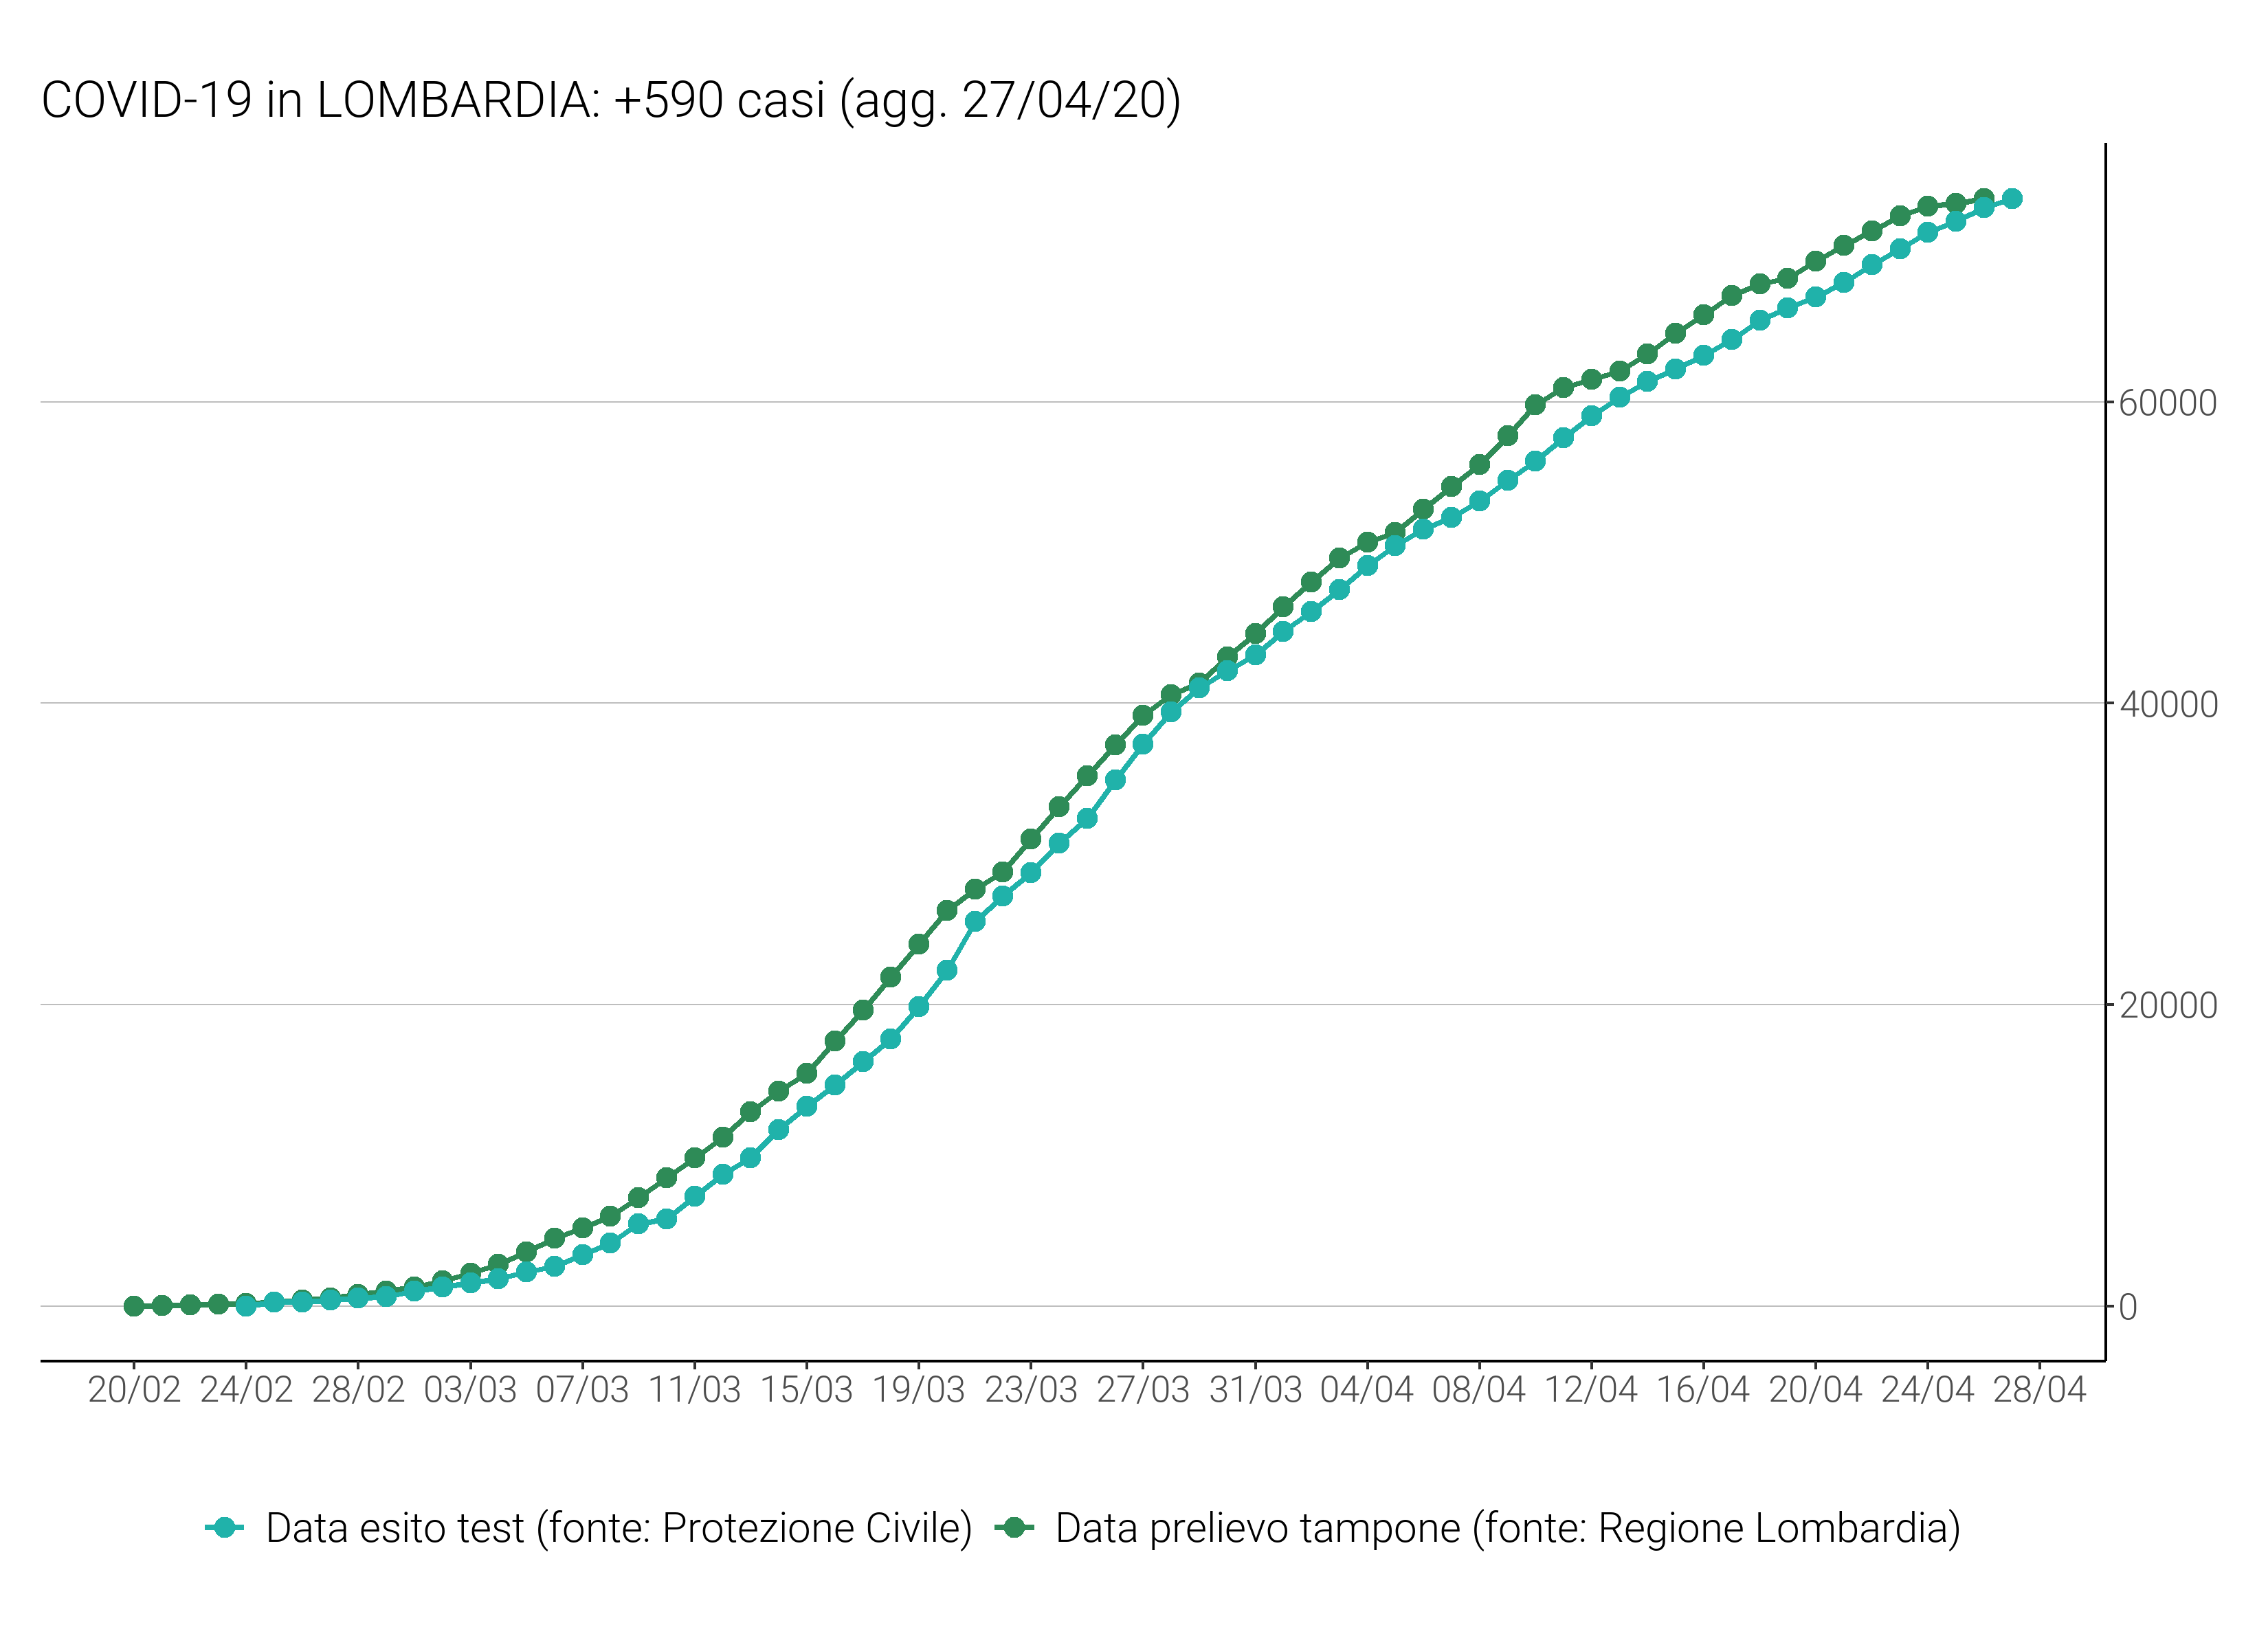 COVID-19 in LOMBARDIA: +590 casi (agg. 27/04/20)
60000
40000
20000
0
20/02 24/02 28/02 03/03 07/03 11/03 15/03 19/03 23/03 27/03 31/03 04/04 08/04 12/04 16/04 20/04 24/04 28/04
Data esito test (fonte: Protezione Civile) Data prelievo tampone (fonte: Regione Lombardia)